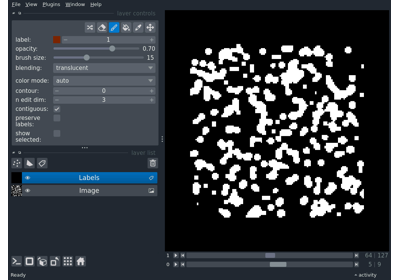 File View Plugins Window Help
layer controls
label: 1
opacity: 0.70
brush size: 15
blending: translucent
color mode: auto
contour: 0
n edit dim: 3
contiguous:
preserve
labels:
show
selected:
layer list
Labels
Image
1 64 127
0 5 9
Ready activity